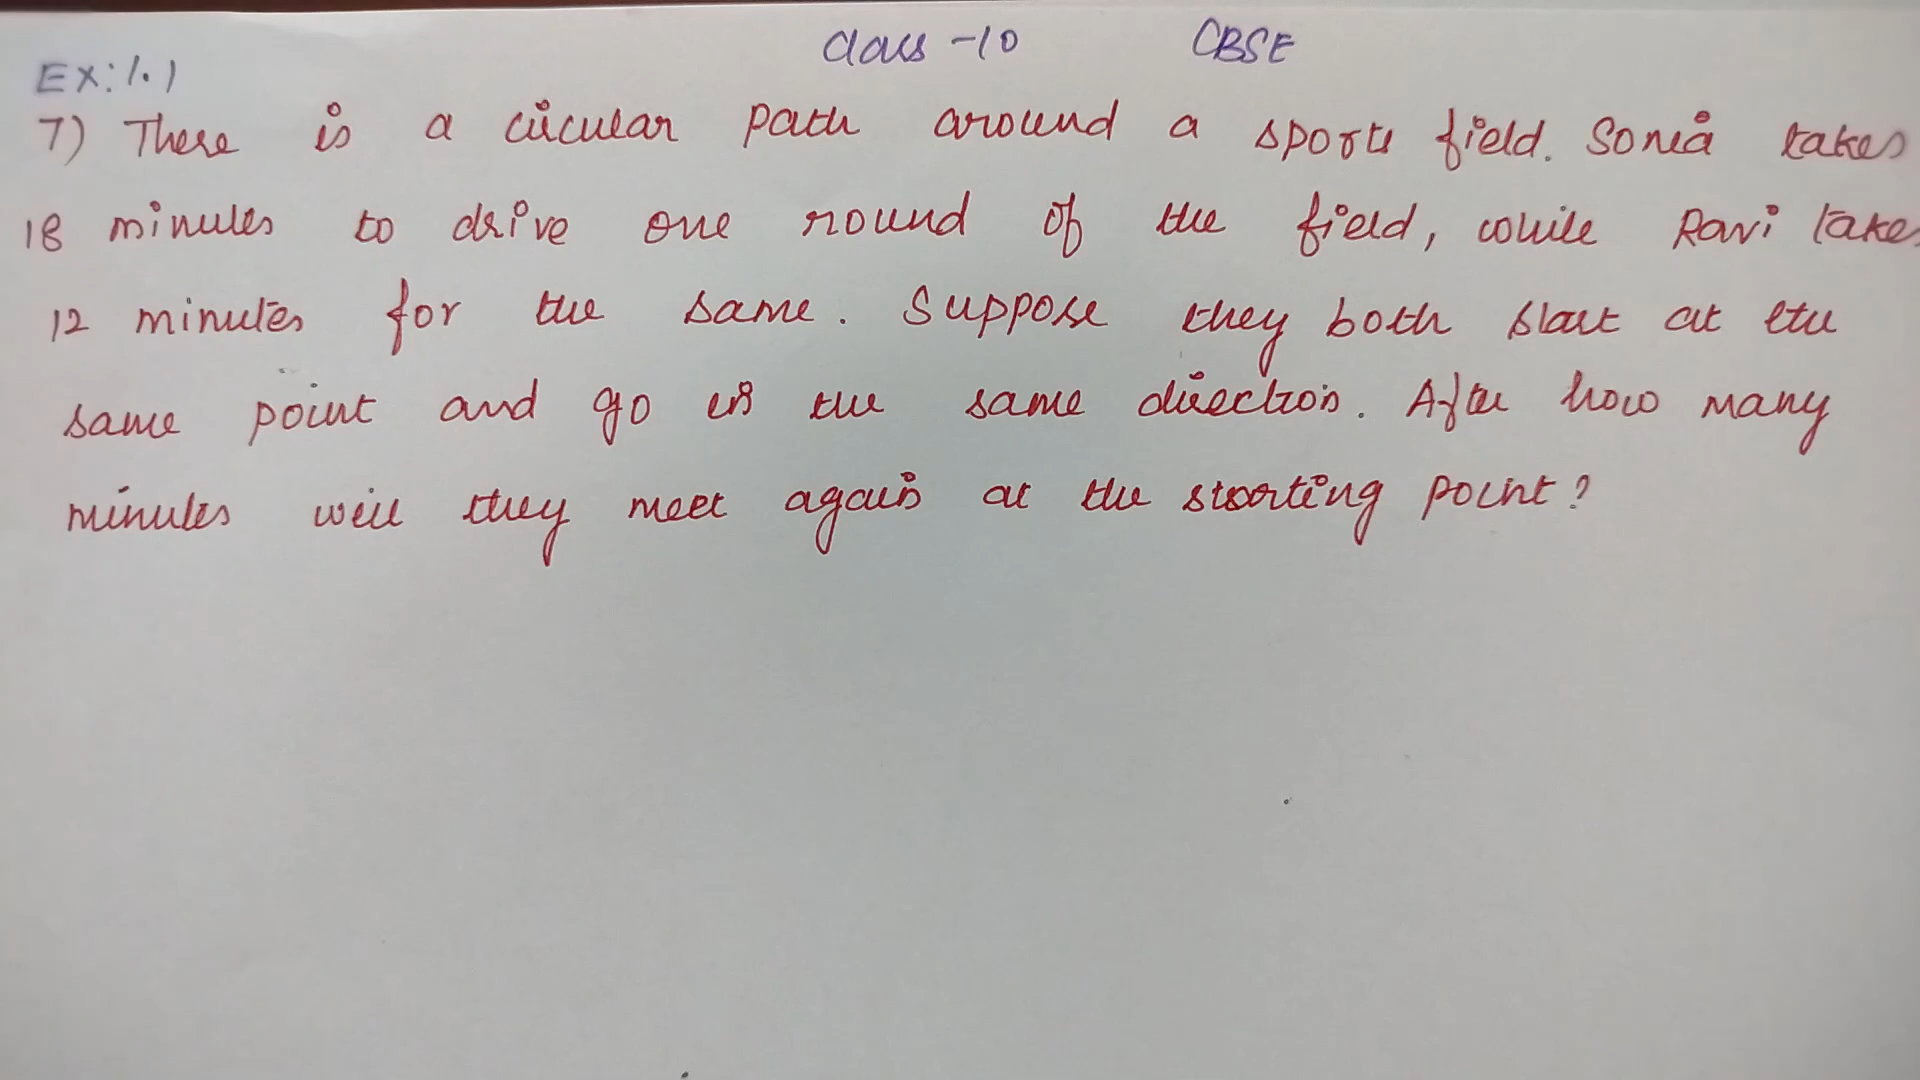 Class -10 CBSE
Ex: 1.1
7) There is a circular path around a sports field. Sonia takes
18 minutes to drive one round of the field, while Ravi takes
12 minutes for the same. Suppose they both start at the
same point and go in the same direction. After how many
minutes will they meet again at the starting point?